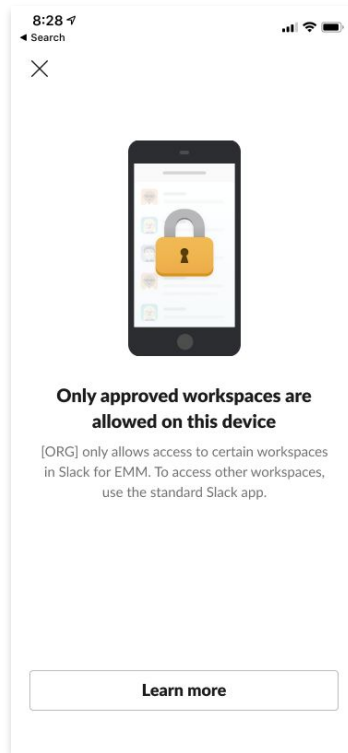 8:28
◀ Search
Only approved workspaces are
allowed on this device
[ORG] only allows access to certain workspaces
in Slack for EMM. To access other workspaces,
use the standard Slack app.
Learn more